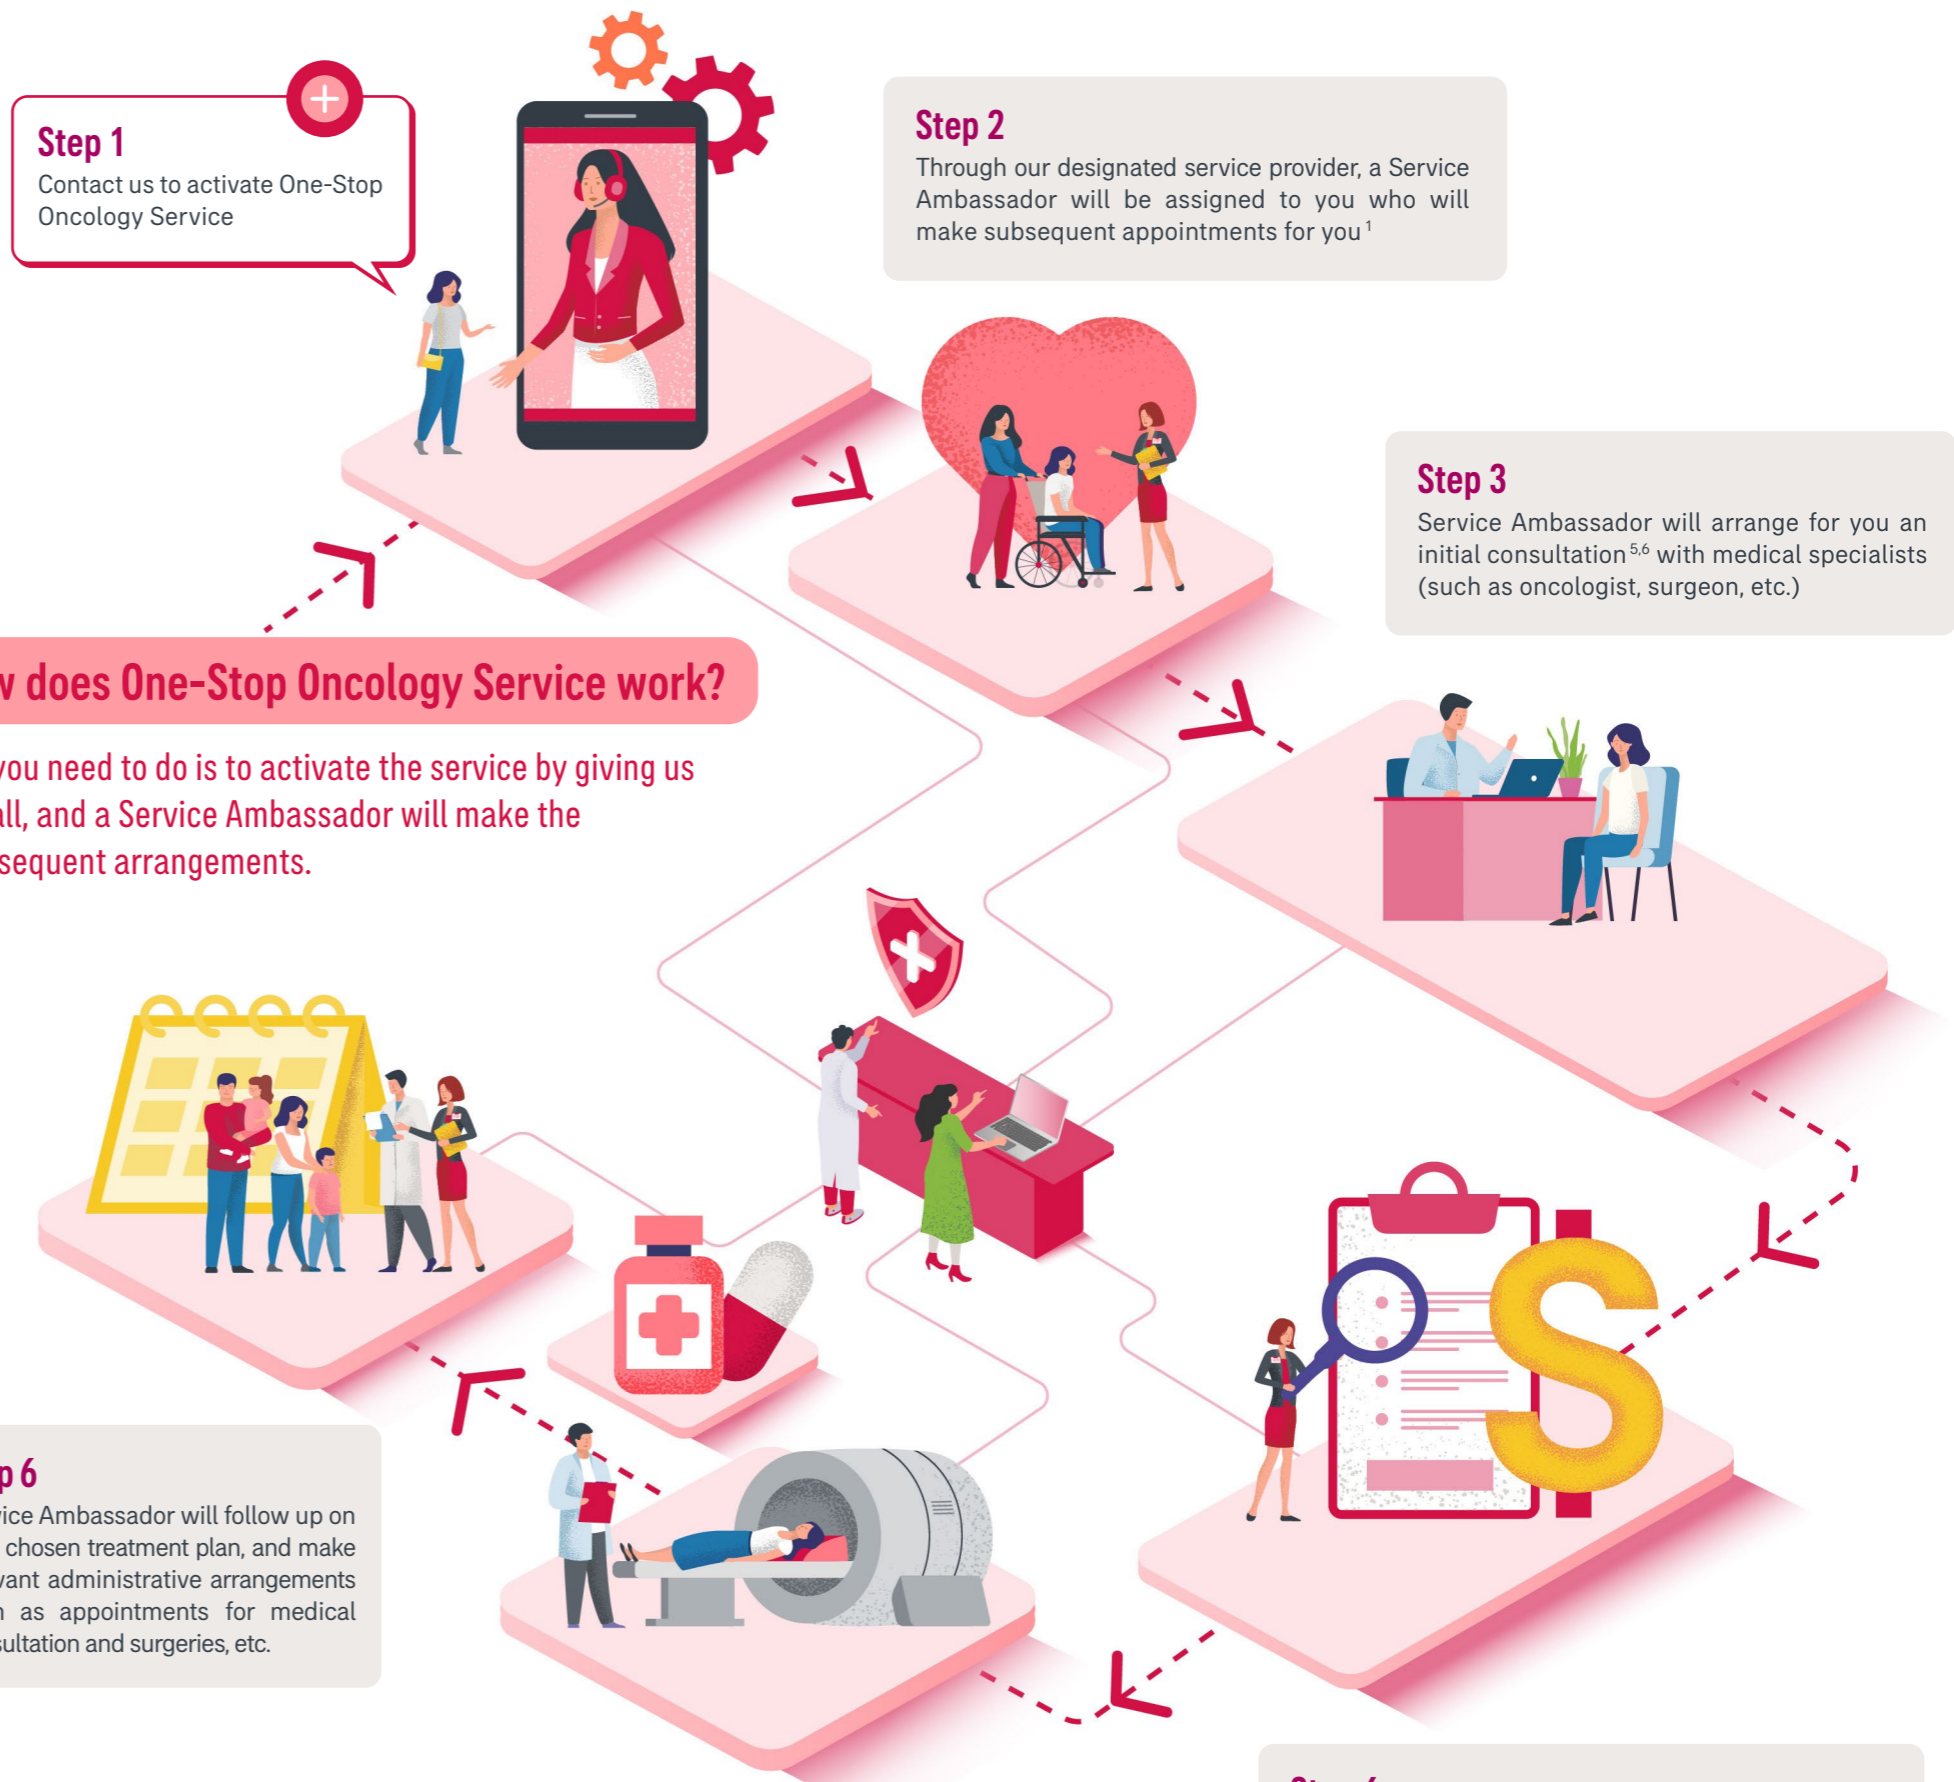 Step 1
Contact us to activate One-Stop
Oncology Service
Step 2
Through our designated service provider, a Service
Ambassador will be assigned to you who will
make subsequent appointments for you 1
Step 3
Service Ambassador will arrange for you an
initial consultation 5,6 with medical specialists
(such as oncologist, surgeon, etc.)
does One-Stop Oncology Service work?
you need to do is to activate the service by giving us
and a Service Ambassador will make the
arrangements.
6
Ambassador will follow up on
chosen treatment plan, and make
administrative arrangements
as appointments for medical
and surgeries, etc.